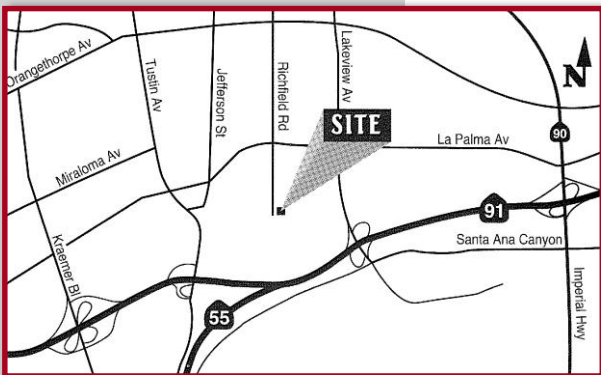 Orangethorpe Av
Tustin Av
Jefferson St
Richfield Rd
Lakeview Av
N
SITE
90
La Palma Av
Miraloma Av
91
Kraemer Bl
Santa Ana Canyon
55
Imperial Hwy